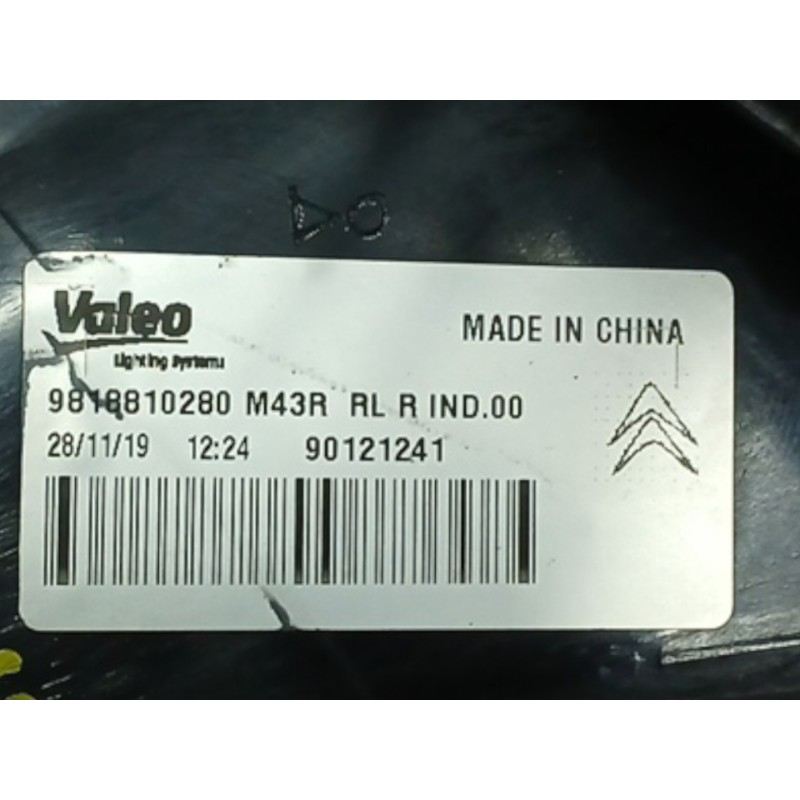 Valeo
Lighting Systems
MADE IN CHINA
9818810280 M43R RL R IND.00
28/11/19 12:24 90121241